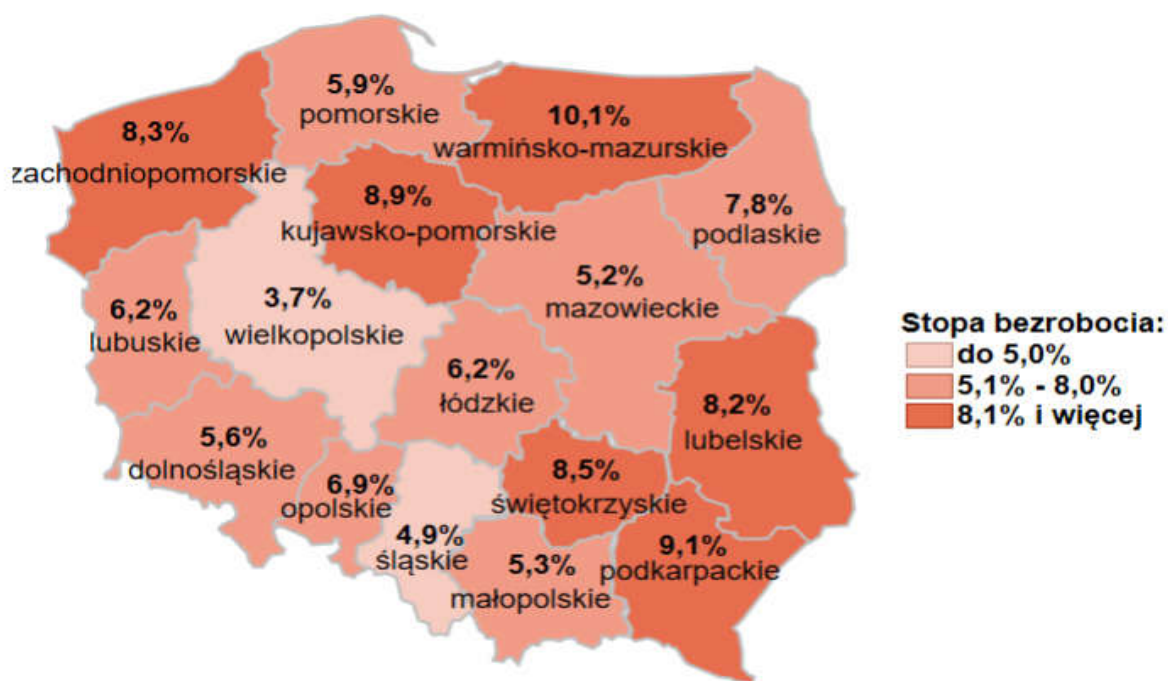 5,9%
pomorskie
10,1%
warmińsko-mazurskie
8,3%
zachodniopomorskie
8,9%
kujawsko-pomorskie
7,8%
podlaskie
5,2%
mazowieckie
3,7%
wielkopolskie
6,2%
lubuskie
6,2%
łódzkie
8,2%
lubelskie
5,6%
dolnośląskie
6,9%
opolskie
8,5%
świętokrzyskie
4,9%
śląskie
5,3%
małopolskie
9,1%
podkarpackie
Stopa bezrobocia:
do 5,0%
5,1% - 8,0%
8,1% i więcej